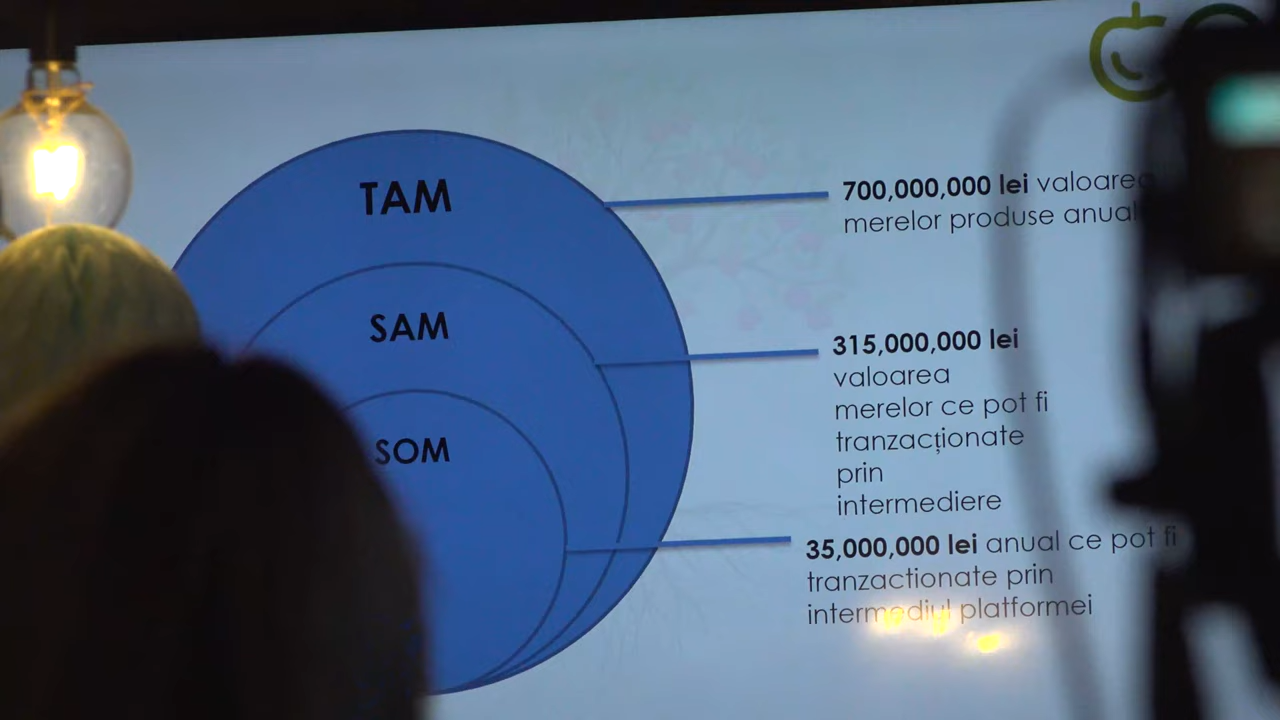 TAM
700,000,000 lei valoarea
merelor produse anual
SAM
315,000,000 lei
valoarea
merelor ce pot fi
tranzacționate
prin
intermediere
SOM
35,000,000 lei anual ce pot fi
tranzactionate prin
intermediul platformei